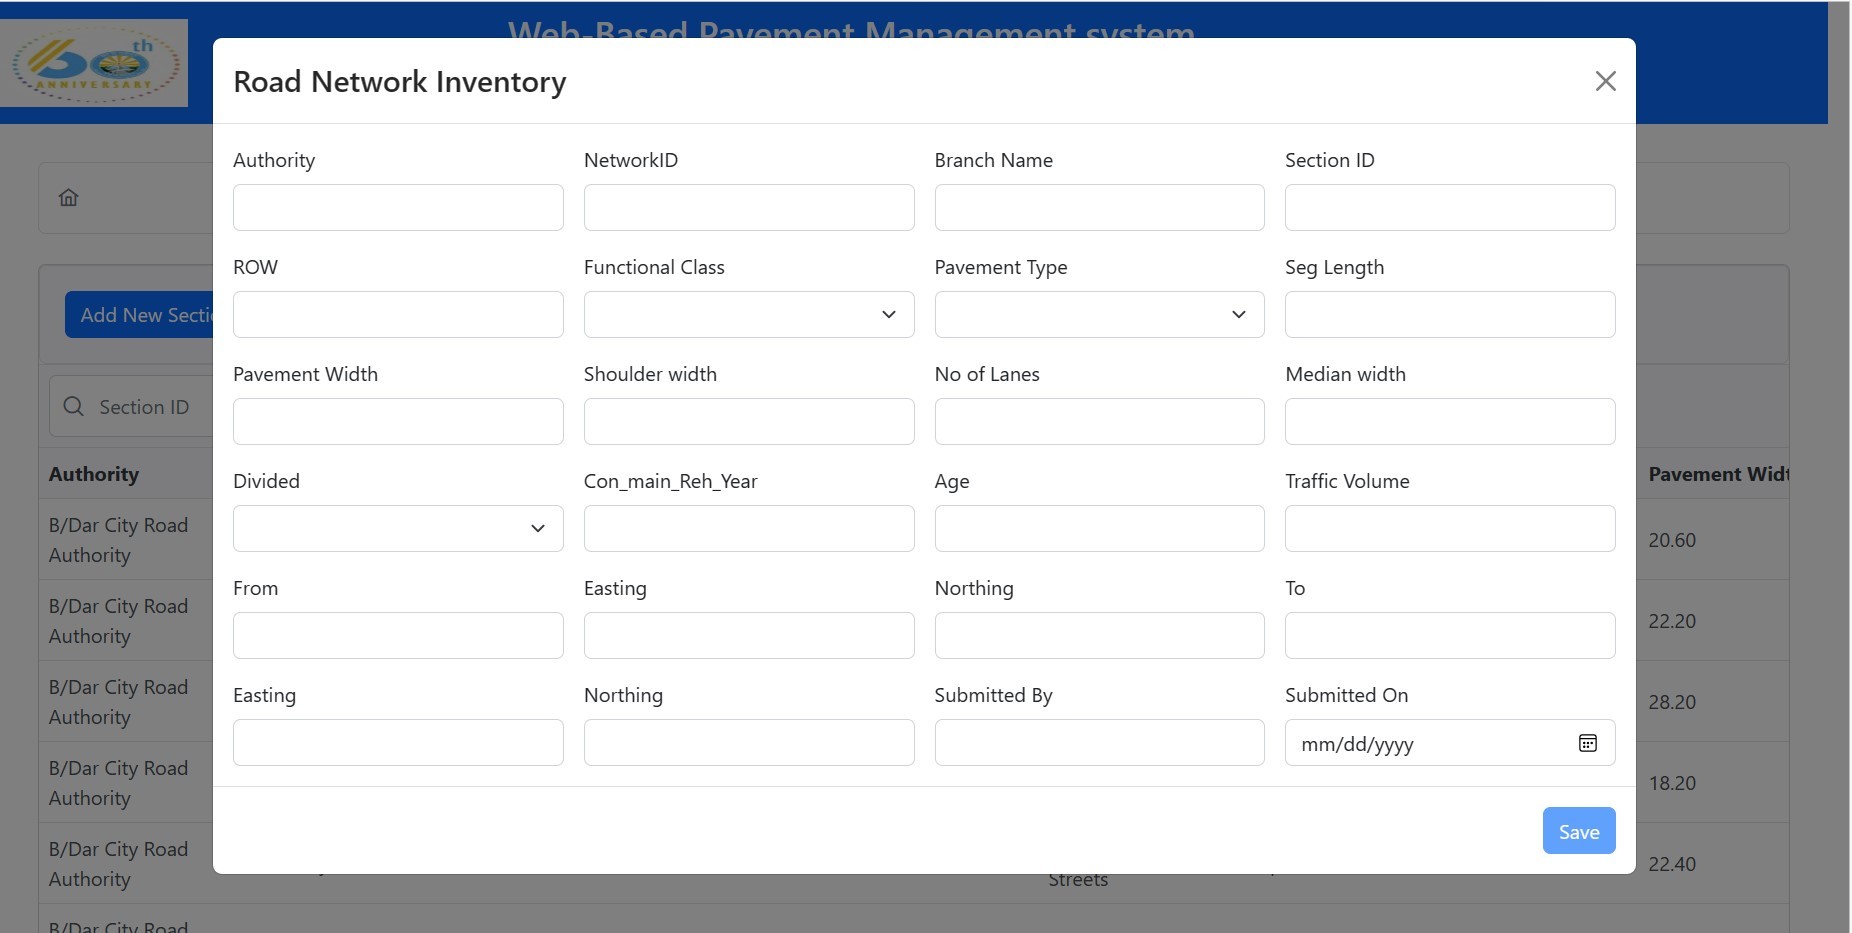 Web-Based Pavement Management system
60th
ANNIVERSARY
Road Network Inventory
Authority NetworkID Branch Name Section ID
ROW Functional Class Pavement Type Seg Length
Add New
Pavement Width Shoulder width No of Lanes Median width
Section ID
Authority
Divided Con_main_Reh_Year Age Traffic Volume
From Easting Northing To
Easting Northing Submitted By Submitted On
mm/dd/yyyy
Save
Pavement
B/Dar City Road
Authority
20.60
B/Dar City Road
Authority
22.20
B/Dar City Road
Authority
28.20
B/Dar City Road
Authority
18.20
B/Dar City Road
Authority
Streets
22.40
B/Dar City Road